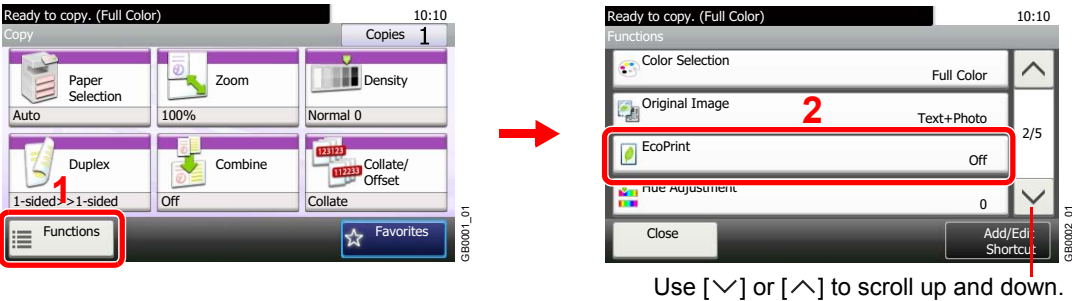 Ready to copy. (Full Color)
10:10
Copy
Copies 1
Paper
Selection
Auto
Zoom
100%
Density
Normal 0
Duplex
1-sided>>1-sided
Combine
Off
Collate/
Offset
123123
112233
Collate
1
Functions
Favorites
GB0001_01
Ready to copy. (Full Color)
10:10
Functions
Color Selection
Full Color
Original Image
Text+Photo
2
2/5
EcoPrint
Off
Hue Adjustment
0
Close
Add/Edit
Shortcut
GB0002_01
Use [﹀] or [︿] to scroll up and down.